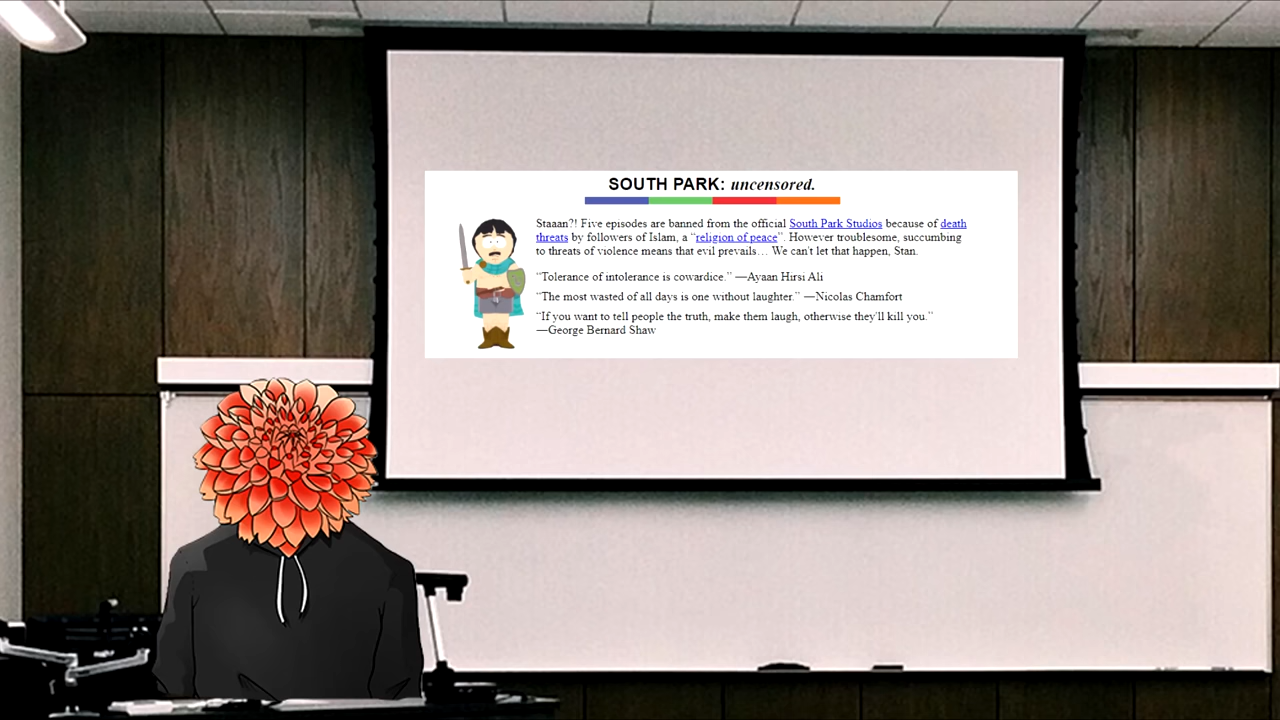 SOUTH PARK: uncensored.
Staaan?! Five episodes are banned from the official South Park Studios because of death
threats by followers of Islam, a “religion of peace”. However troublesome, succumbing
to threats of violence means that evil prevails… We can't let that happen, Stan.
“Tolerance of intolerance is cowardice.” —Ayaan Hirsi Ali
“The most wasted of all days is one without laughter.” —Nicolas Chamfort
“If you want to tell people the truth, make them laugh, otherwise they'll kill you.”
—George Bernard Shaw